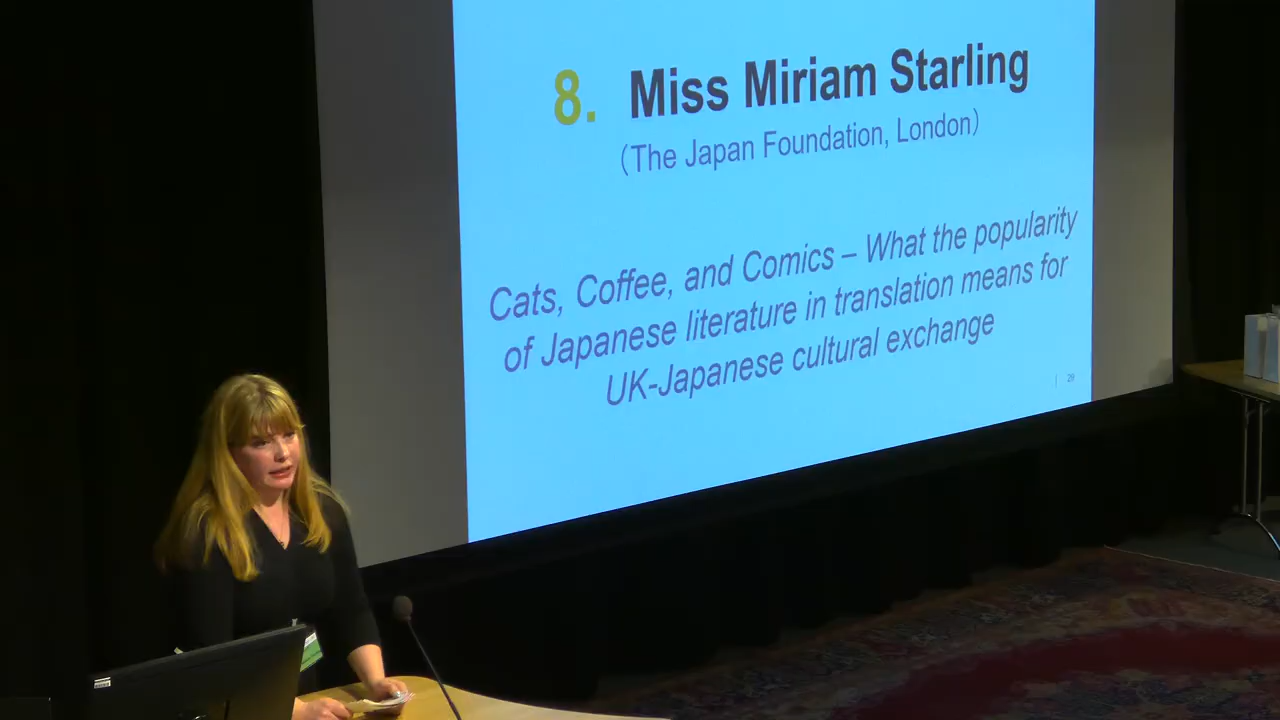 8. Miss Miriam Starling
(The Japan Foundation, London)
Cats, Coffee, and Comics – What the popularity
of Japanese literature in translation means for
UK-Japanese cultural exchange
| 29